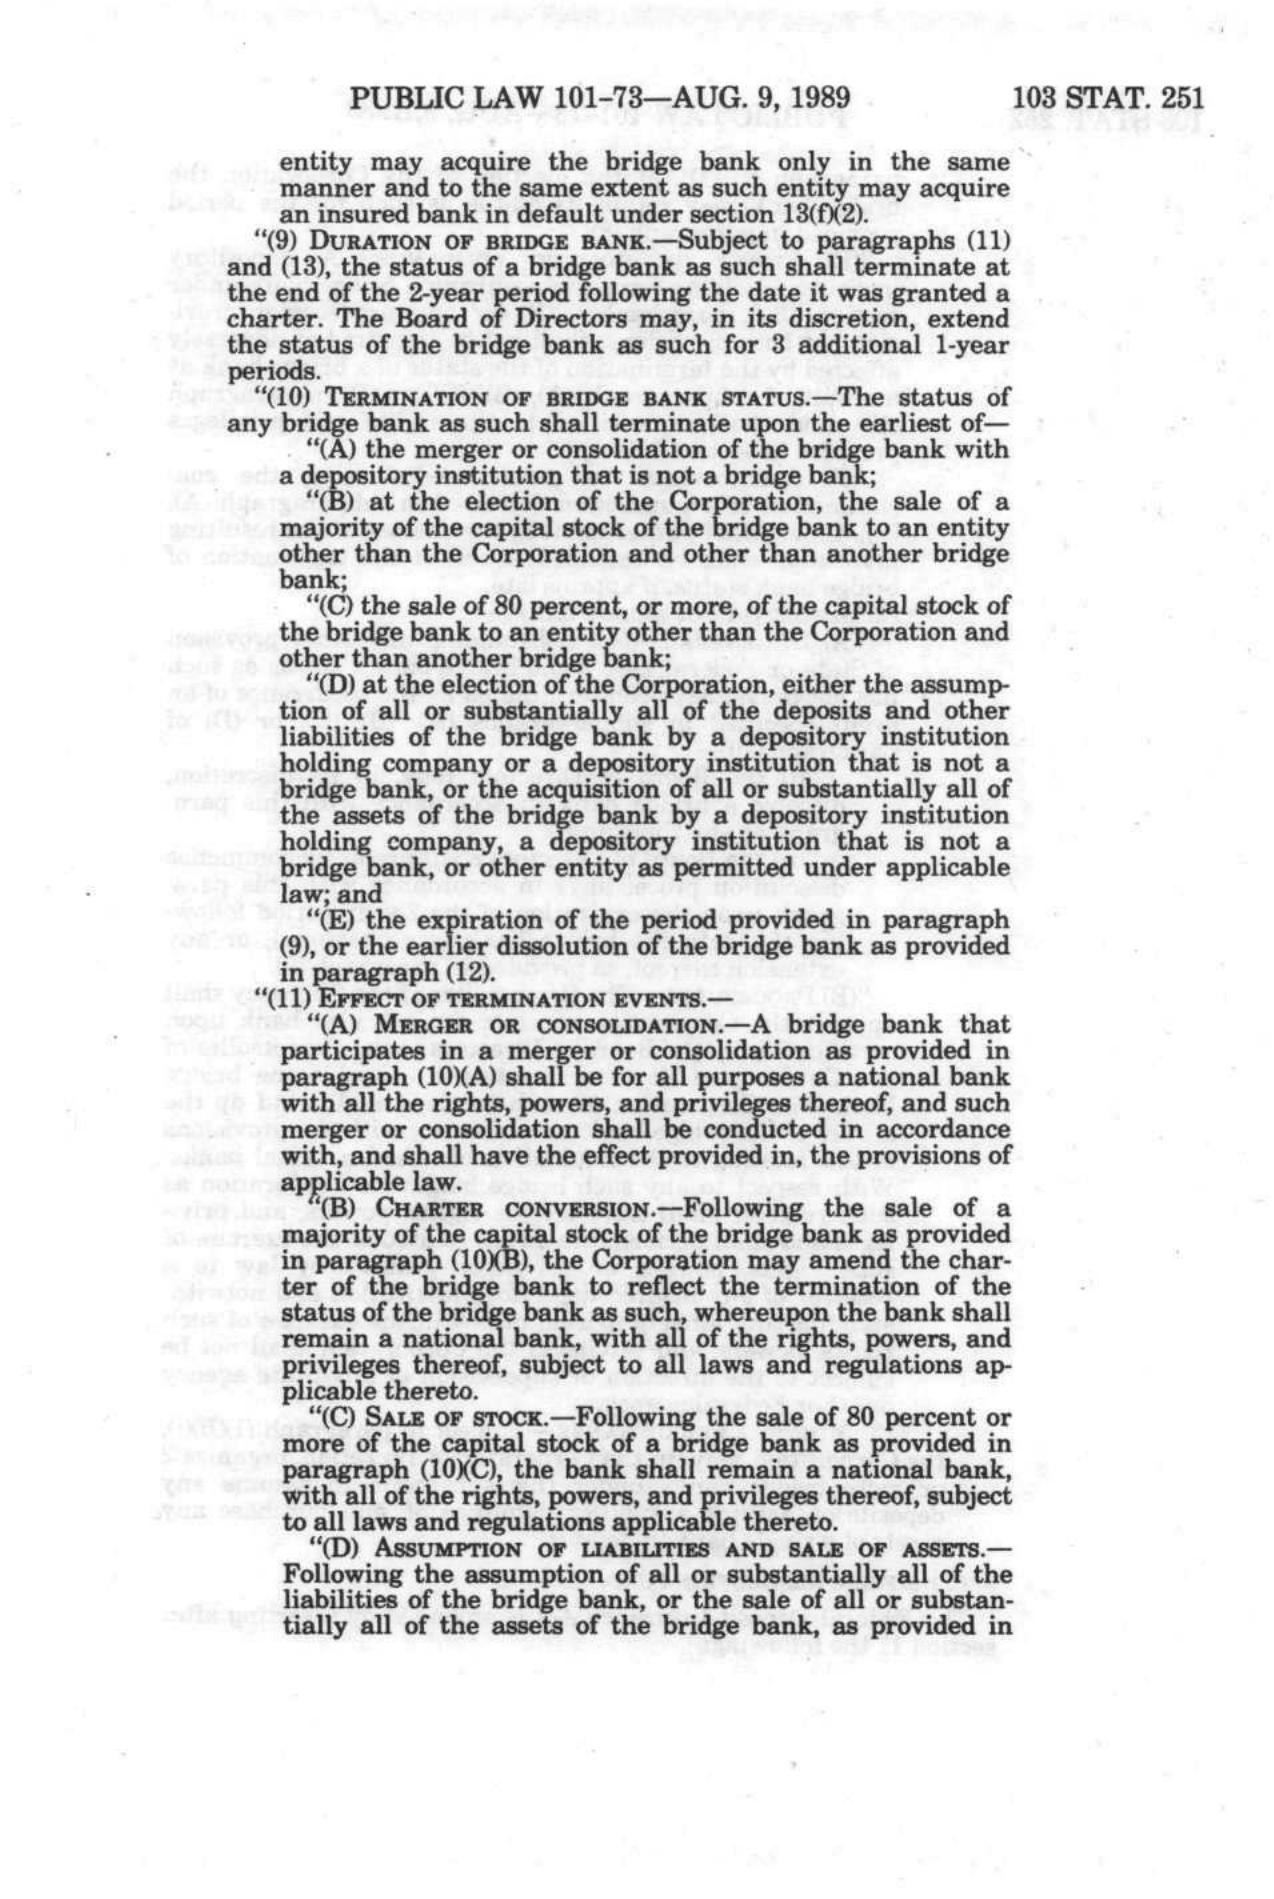 PUBLIC LAW 101-73—AUG. 9, 1989 103 STAT. 251
entity may acquire the bridge bank only in the same
manner and to the same extent as such entity may acquire
an insured bank in default under section 13(f)(2).
"(9) DURATION OF BRIDGE BANK.—Subject to paragraphs (11)
and (13), the status of a bridge bank as such shall terminate at
the end of the 2-year period following the date it was granted a
charter. The Board of Directors may, in its discretion, extend
the status of the bridge bank as such for 3 additional 1-year
periods.
"(10) TERMINATION OF BRIDGE BANK STATUS.—The status of
any bridge bank as such shall terminate upon the earliest of—
"(A) the merger or consolidation of the bridge bank with
a depository institution that is not a bridge bank;
"(B) at the election of the Corporation, the sale of a
majority of the capital stock of the bridge bank to an entity
other than the Corporation and other than another bridge
bank;
"(C) the sale of 80 percent, or more, of the capital stock of
the bridge bank to an entity other than the Corporation and
other than another bridge bank;
"(D) at the election of the Corporation, either the assump-
tion of all or substantially all of the deposits and other
liabilities of the bridge bank by a depository institution
holding company or a depository institution that is not a
bridge bank, or the acquisition of all or substantially all of
the assets of the bridge bank by a depository institution
holding company, a depository institution that is not a
bridge bank, or other entity as permitted under applicable
law; and
"(E) the expiration of the period provided in paragraph
(9), or the earlier dissolution of the bridge bank as provided
in paragraph (12).
"(11) EFFECT OF TERMINATION EVENTS.—
"(A) MERGER OR CONSOLIDATION.—A bridge bank that
participates in a merger or consolidation as provided in
paragraph (10)(A) shall be for all purposes a national bank
with all the rights, powers, and privileges thereof, and such
merger or consolidation shall be conducted in accordance
with, and shall have the effect provided in, the provisions of
applicable law.
"(B) CHARTER CONVERSION.—Following the sale of a
majority of the capital stock of the bridge bank as provided
in paragraph (10)(B), the Corporation may amend the char-
ter of the bridge bank to reflect the termination of the
status of the bridge bank as such, whereupon the bank shall
remain a national bank, with all of the rights, powers, and
privileges thereof, subject to all laws and regulations ap-
plicable thereto.
"(C) SALE OF STOCK.—Following the sale of 80 percent or
more of the capital stock of a bridge bank as provided in
paragraph (10)(C), the bank shall remain a national bank,
with all of the rights, powers, and privileges thereof, subject
to all laws and regulations applicable thereto.
"(D) ASSUMPTION OF LIABILITIES AND SALE OF ASSETS.—
Following the assumption of all or substantially all of the
liabilities of the bridge bank, or the sale of all or substan-
tially all of the assets of the bridge bank, as provided in